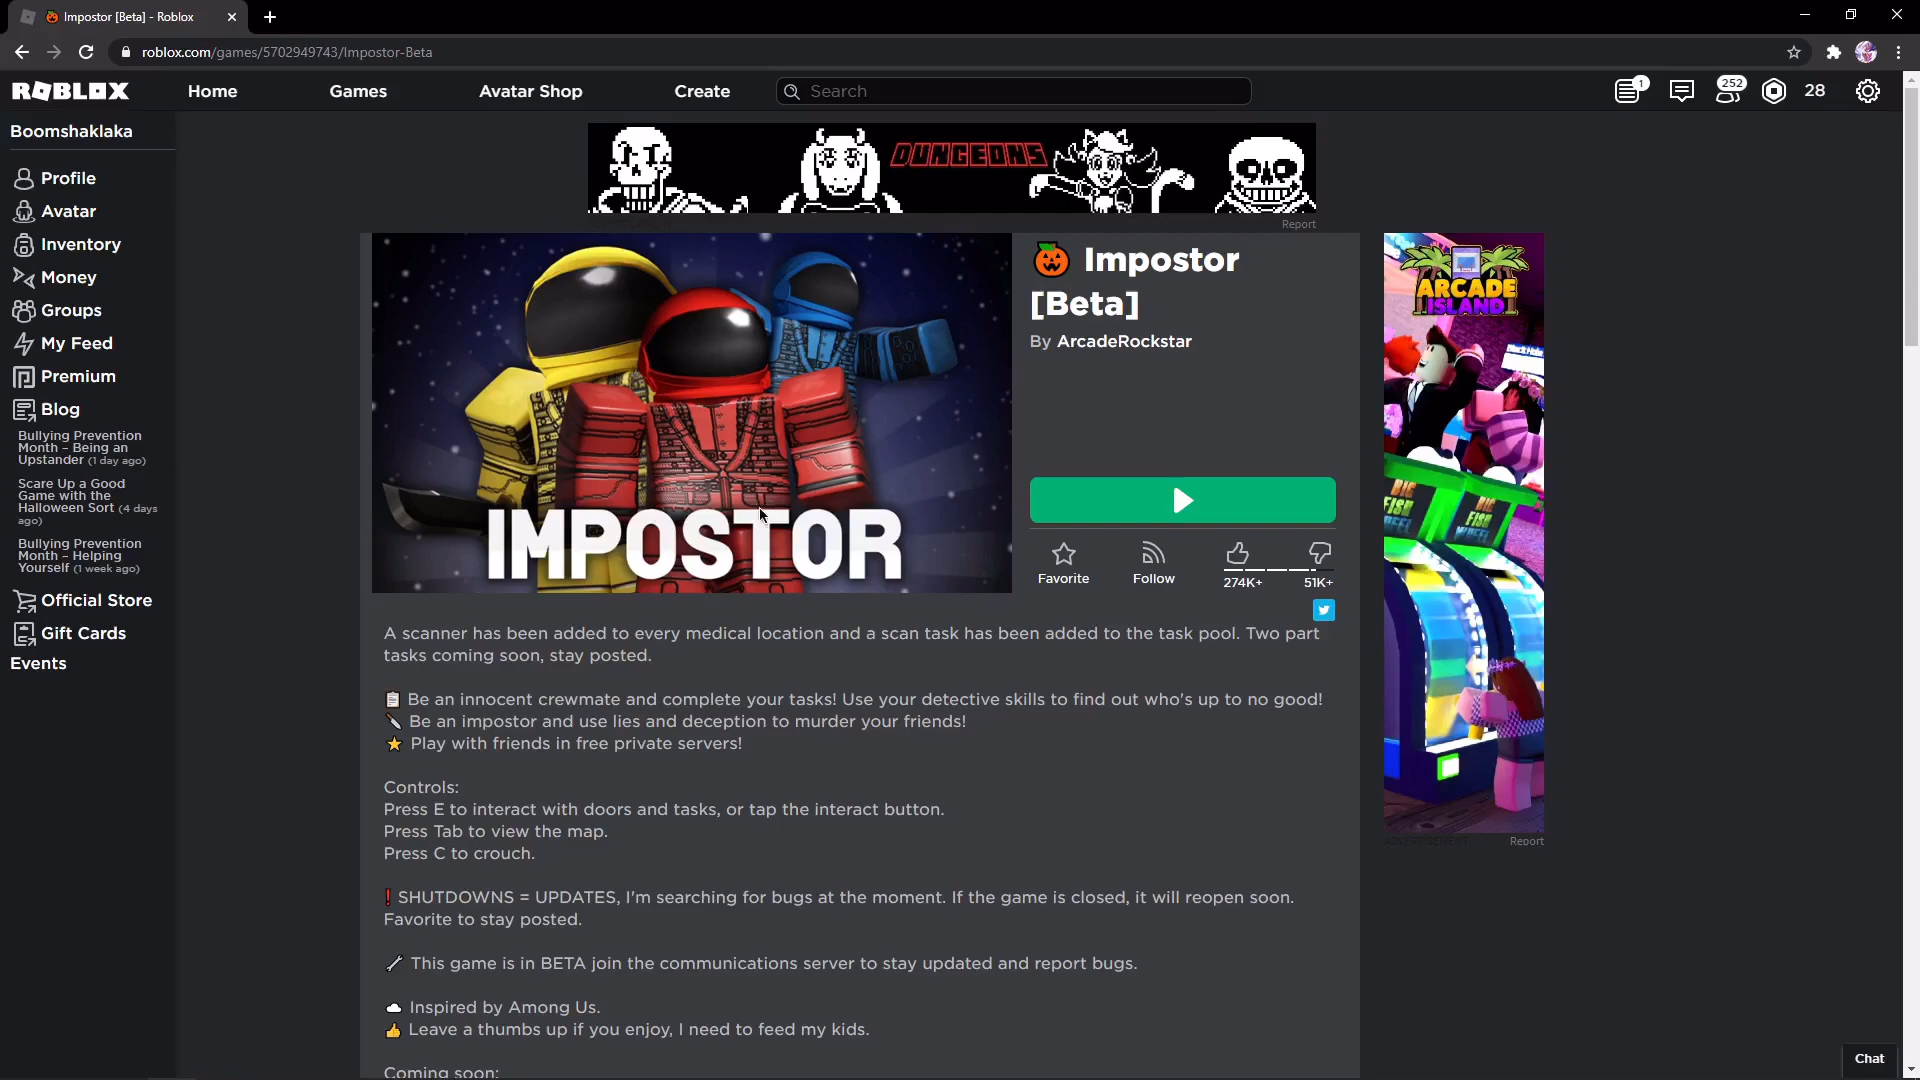 Impostor [Beta] - Roblox
roblox.com/games/5702949743/Impostor-Beta
ROBLOX
Home
Games
Avatar Shop
Create
Search
1
252
28
Boomshaklaka
Profile
Avatar
Inventory
Money
Groups
My Feed
Premium
Blog
Bullying Prevention
Month – Being an
Upstander (1 day ago)
Scare Up a Good
Game with the
Halloween Sort (4 days
ago)
Bullying Prevention
Month – Helping
Yourself (1 week ago)
Official Store
Gift Cards
Events
DUNGEONS
Report
IMPOSTOR
Impostor
[Beta]
By ArcadeRockstar
Favorite
Follow
274K+
51K+
A scanner has been added to every medical location and a scan task has been added to the task pool. Two part
tasks coming soon, stay posted.
📋 Be an innocent crewmate and complete your tasks! Use your detective skills to find out who's up to no good!
🔪 Be an impostor and use lies and deception to murder your friends!
⭐ Play with friends in free private servers!
Controls:
Press E to interact with doors and tasks, or tap the interact button.
Press Tab to view the map.
Press C to crouch.
❗SHUTDOWNS = UPDATES, I'm searching for bugs at the moment. If the game is closed, it will reopen soon.
Favorite to stay posted.
🔧 This game is in BETA join the communications server to stay updated and report bugs.
☁️ Inspired by Among Us.
👍 Leave a thumbs up if you enjoy, I need to feed my kids.
Coming soon:
ARCADE
ISLAND
BIG
FISH
WHEEL
BIG
FISH
WHEEL
ADVERTISEMENT
Report
Chat